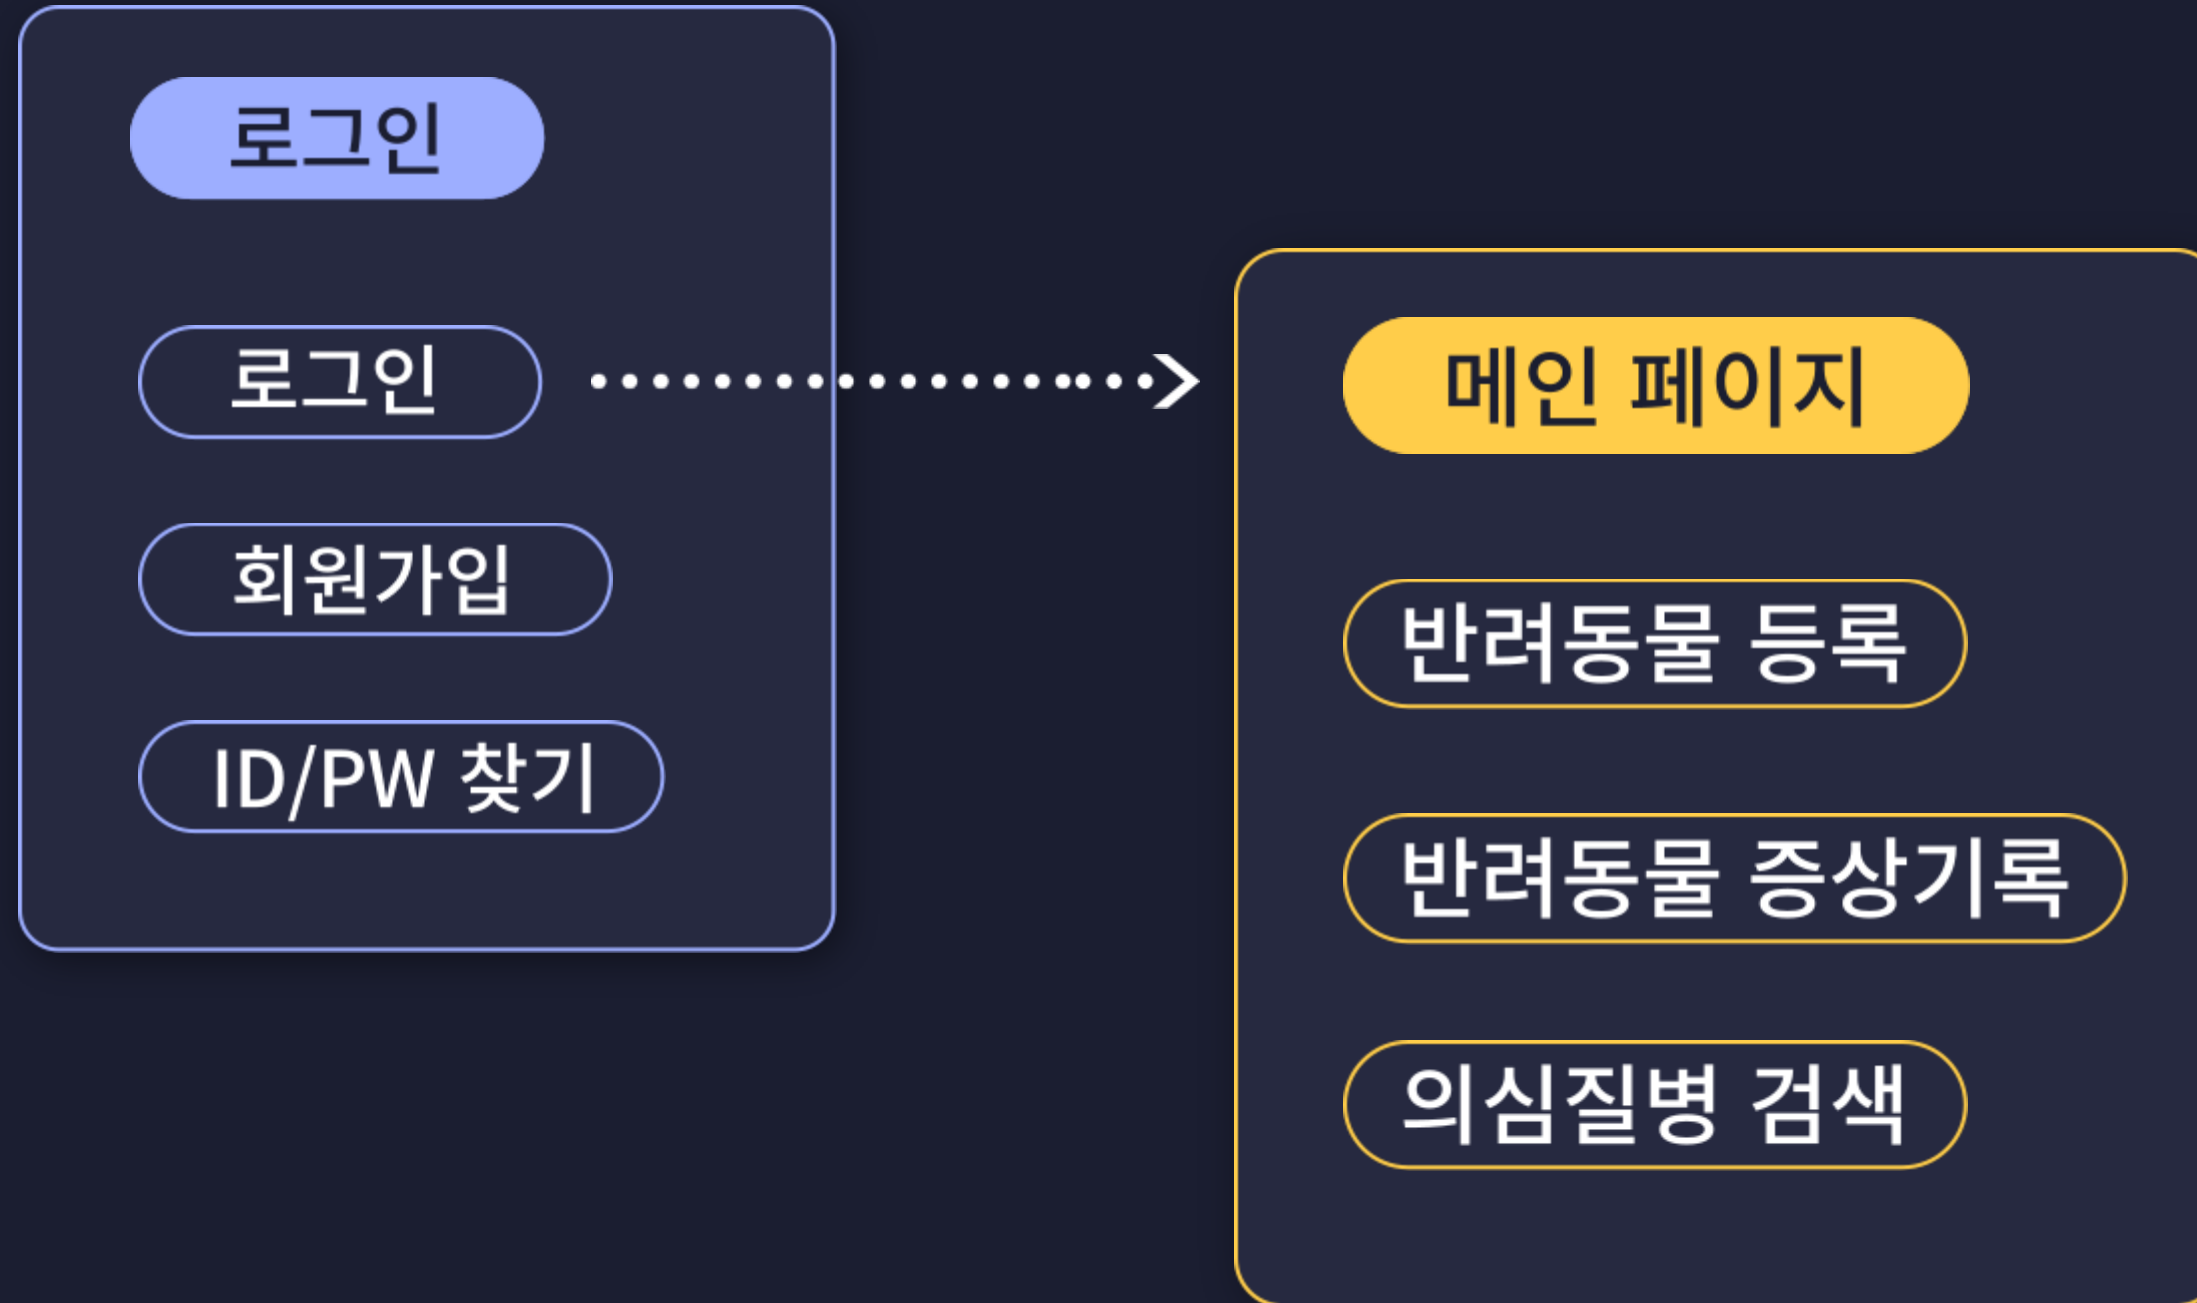 로그인
로그인
회원가입
ID/PW 찾기
메인 페이지
반려동물 등록
반려동물 증상기록
의심질병 검색